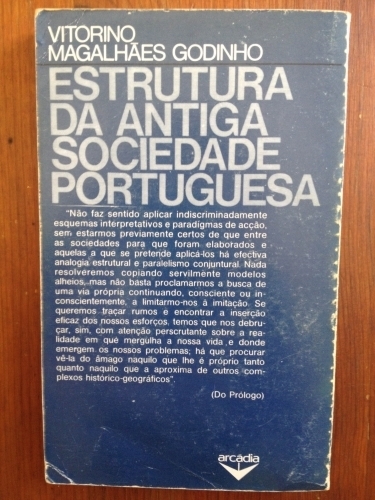 VITORINO
MAGALHÃES GODINHO
ESTRUTURA
DA ANTIGA
SOCIEDADE
PORTUGUESA
"Não faz sentido aplicar indiscriminadamente
esquemas interpretativos e paradigmas de acção,
sem estarmos previamente certos de que entre
as sociedades para que foram elaborados e
aquelas a que se pretende aplicá-los há efectiva
analogia estrutural e paralelismo conjuntural. Nada
resolveremos copiando servilmente modelos
alheios, mas não basta proclamarmos a busca de
uma via própria continuando, consciente ou in-
conscientemente, a limitarmo-nos à imitação. Se
queremos traçar rumos e encontrar a inserção
eficaz dos nossos esforços, temos que nos debru-
çar, sim, com atenção perscrutante sobre a rea-
lidade em que mergulha a nossa vida e donde
emergem os nossos problemas; há que procurar
vê-la do âmago naquilo que lhe é próprio tanto
quanto naquilo que a aproxima de outros com-
plexos histórico-geográficos"
(Do Prólogo)
arcádia